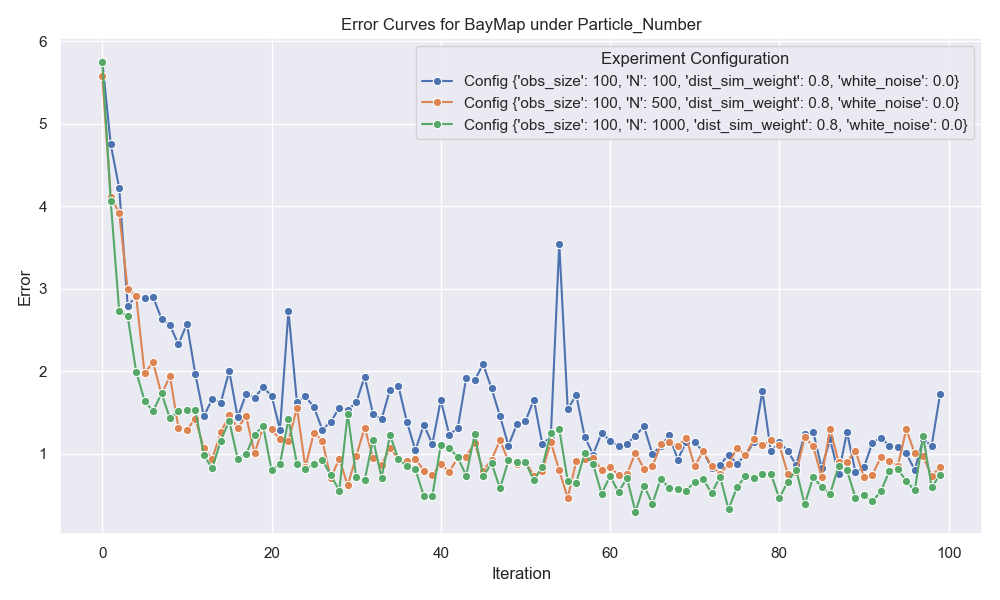 Error Curves for BayMap under Particle_Number
6
5
4
3
2
1
Error
Experiment Configuration
Config {'obs_size': 100, 'N': 100, 'dist_sim_weight': 0.8, 'white_noise': 0.0}
Config {'obs_size': 100, 'N': 500, 'dist_sim_weight': 0.8, 'white_noise': 0.0}
Config {'obs_size': 100, 'N': 1000, 'dist_sim_weight': 0.8, 'white_noise': 0.0}
0 20 40 60 80 100
Iteration